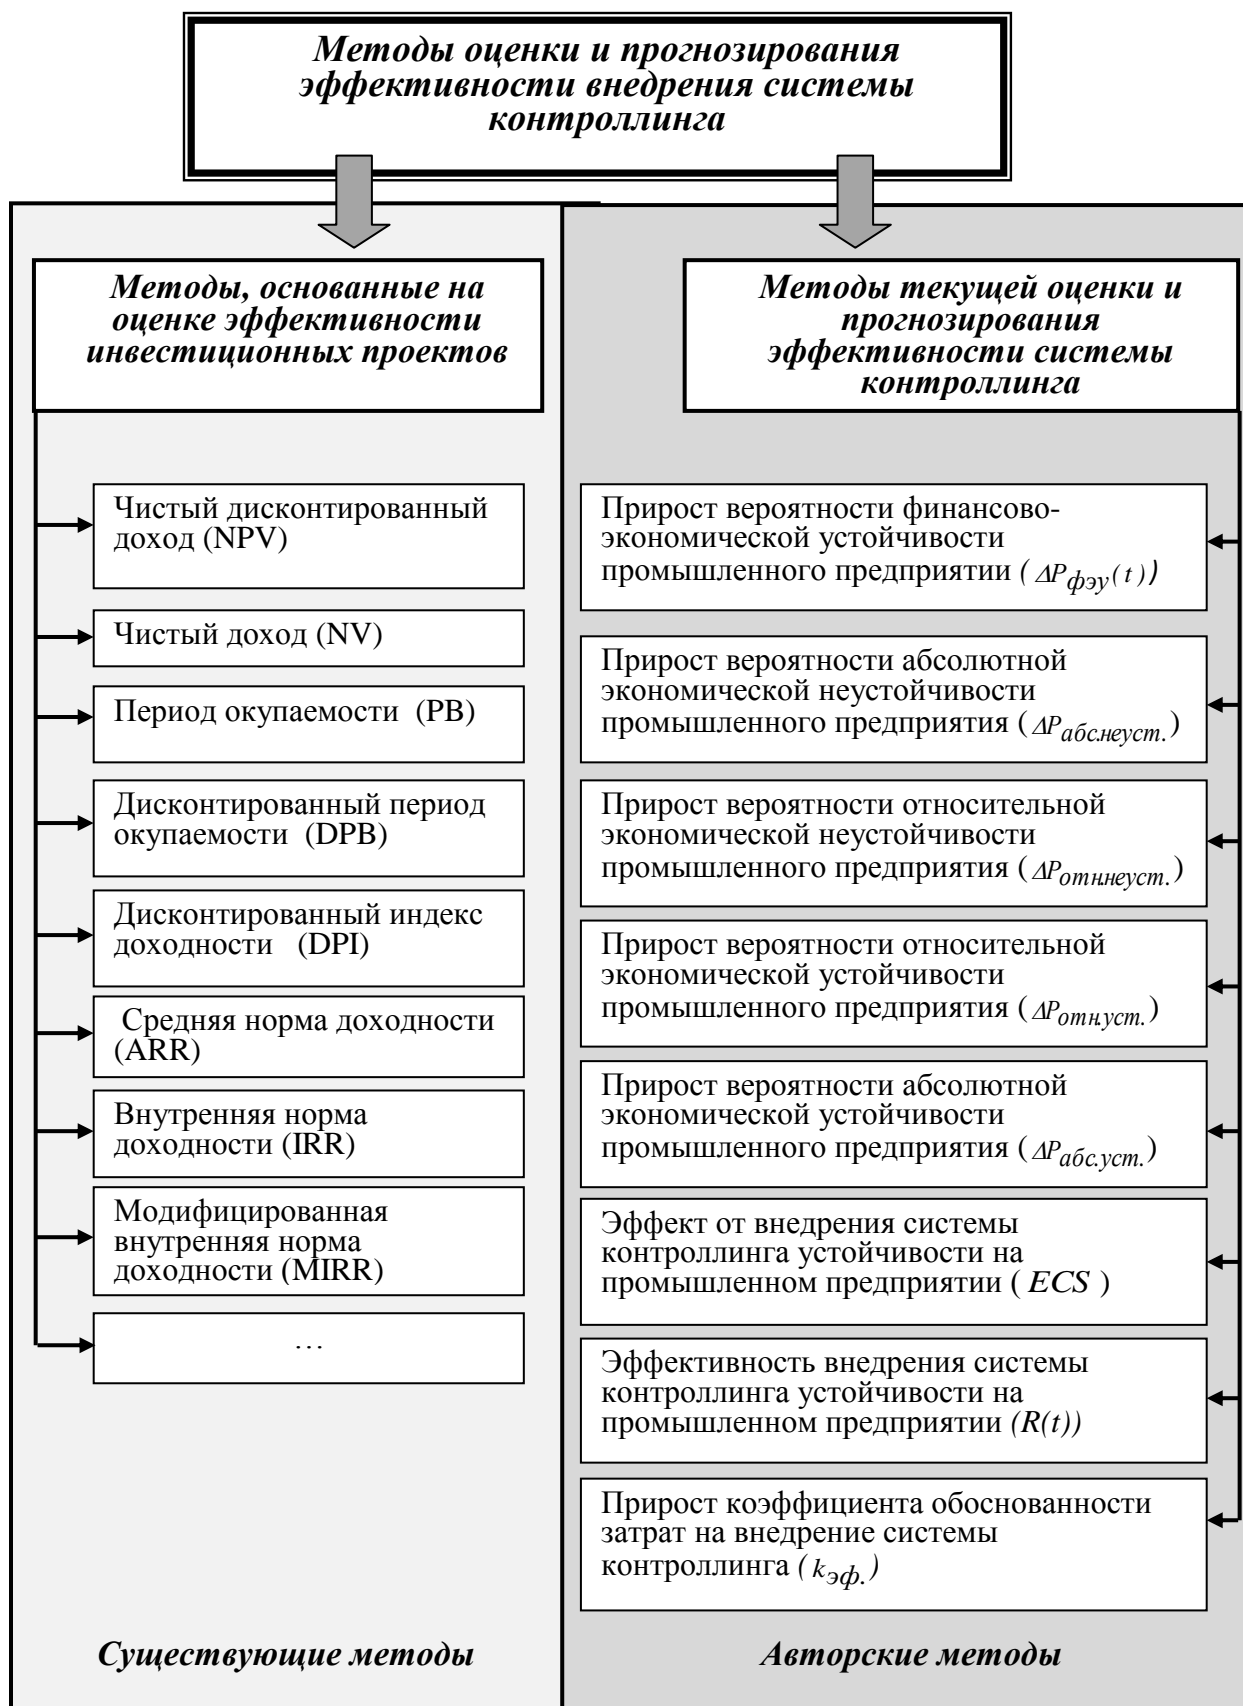 Методы оценки и прогнозирования
эффективности внедрения системы
контроллинга
Методы, основанные на
оценке эффективности
инвестиционных проектов
Чистый дисконтированный
доход (NPV)
Чистый доход (NV)
Период окупаемости (PB)
Дисконтированный период
окупаемости (DPB)
Дисконтированный индекс
доходности (DPI)
Средняя норма доходности
(ARR)
Внутренняя норма
доходности (IRR)
Модифицированная
внутренняя норма
доходности (MIRR)
…
Существующие методы
Методы текущей оценки и
прогнозирования
эффективности системы
контроллинга
Прирост вероятности финансово-
экономической устойчивости
промышленного предприятии (ΔPфэу(t))
Прирост вероятности абсолютной
экономической неустойчивости
промышленного предприятия (ΔPабс.неуст.)
Прирост вероятности относительной
экономической неустойчивости
промышленного предприятия (ΔPотн.неуст.)
Прирост вероятности относительной
экономической устойчивости
промышленного предприятия (ΔPотн.уст.)
Прирост вероятности абсолютной
экономической устойчивости
промышленного предприятия (ΔPабс.уст.)
Эффект от внедрения системы
контроллинга устойчивости на
промышленном предприятии (ECS)
Эффективность внедрения системы
контроллинга устойчивости на
промышленном предприятии (R(t))
Прирост коэффициента обоснованности
затрат на внедрение системы
контроллинга (kэф.)
Авторские методы